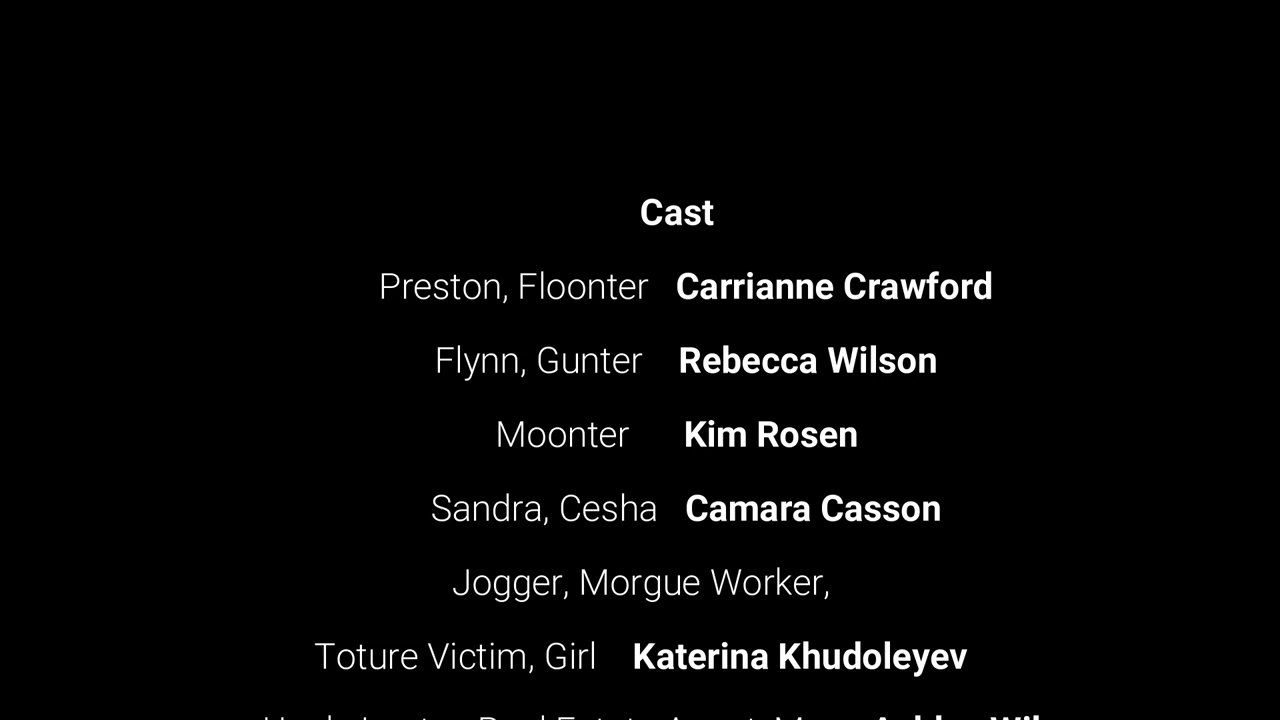 Cast
Preston, Floonter Carrianne Crawford
Flynn, Gunter Rebecca Wilson
Moonter Kim Rosen
Sandra, Cesha Camara Casson
Jogger, Morgue Worker,
Toture Victim, Girl Katerina Khudoleyev